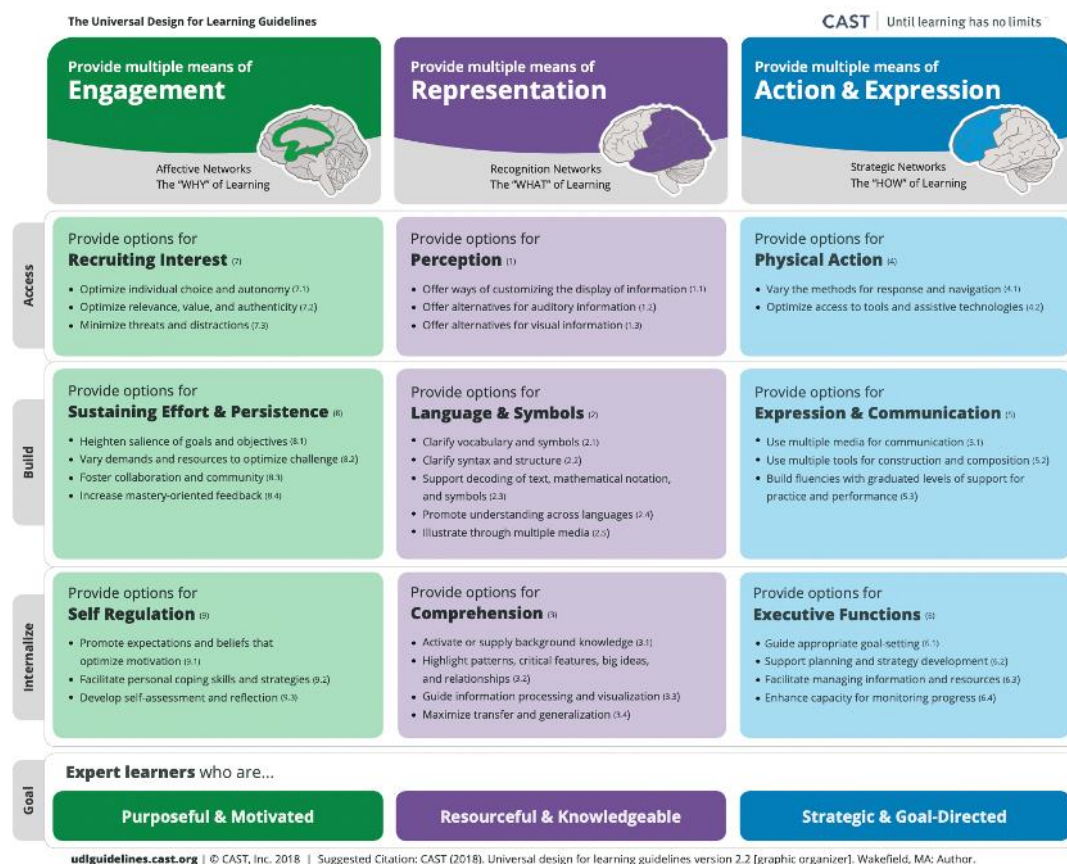 The Universal Design for Learning Guidelines
CAST | Until learning has no limits
Provide multiple means of
Engagement
Affective Networks
The "WHY" of Learning
Provide multiple means of
Representation
Recognition Networks
The "WHAT" of Learning
Provide multiple means of
Action & Expression
Strategic Networks
The "HOW" of Learning
Access
Provide options for
Recruiting Interest (7)
• Optimize individual choice and autonomy (7.1)
• Optimize relevance, value, and authenticity (7.2)
• Minimize threats and distractions (7.3)
Provide options for
Perception (1)
• Offer ways of customizing the display of information (1.1)
• Offer alternatives for auditory information (1.2)
• Offer alternatives for visual information (1.3)
Provide options for
Physical Action (4)
• Vary the methods for response and navigation (4.1)
• Optimize access to tools and assistive technologies (4.2)
Build
Provide options for
Sustaining Effort & Persistence (8)
• Heighten salience of goals and objectives (8.1)
• Vary demands and resources to optimize challenge (8.2)
• Foster collaboration and community (8.3)
• Increase mastery-oriented feedback (8.4)
Provide options for
Language & Symbols (2)
• Clarify vocabulary and symbols (2.1)
• Clarify syntax and structure (2.2)
• Support decoding of text, mathematical notation,
and symbols (2.3)
• Promote understanding across languages (2.4)
• Illustrate through multiple media (2.5)
Provide options for
Expression & Communication (5)
• Use multiple media for communication (5.1)
• Use multiple tools for construction and composition (5.2)
• Build fluencies with graduated levels of support for
practice and performance (5.3)
Internalize
Provide options for
Self Regulation (9)
• Promote expectations and beliefs that
optimize motivation (9.1)
• Facilitate personal coping skills and strategies (9.2)
• Develop self-assessment and reflection (9.3)
Provide options for
Comprehension (3)
• Activate or supply background knowledge (3.1)
• Highlight patterns, critical features, big ideas,
and relationships (3.2)
• Guide information processing and visualization (3.3)
• Maximize transfer and generalization (3.4)
Provide options for
Executive Functions (6)
• Guide appropriate goal-setting (6.1)
• Support planning and strategy development (6.2)
• Facilitate managing information and resources (6.3)
• Enhance capacity for monitoring progress (6.4)
Goal
Expert learners who are...
Purposeful & Motivated
Resourceful & Knowledgeable
Strategic & Goal-Directed
udlguidelines.cast.org | © CAST, Inc. 2018 | Suggested Citation: CAST (2018). Universal design for learning guidelines version 2.2 [graphic organizer]. Wakefield, MA: Author.